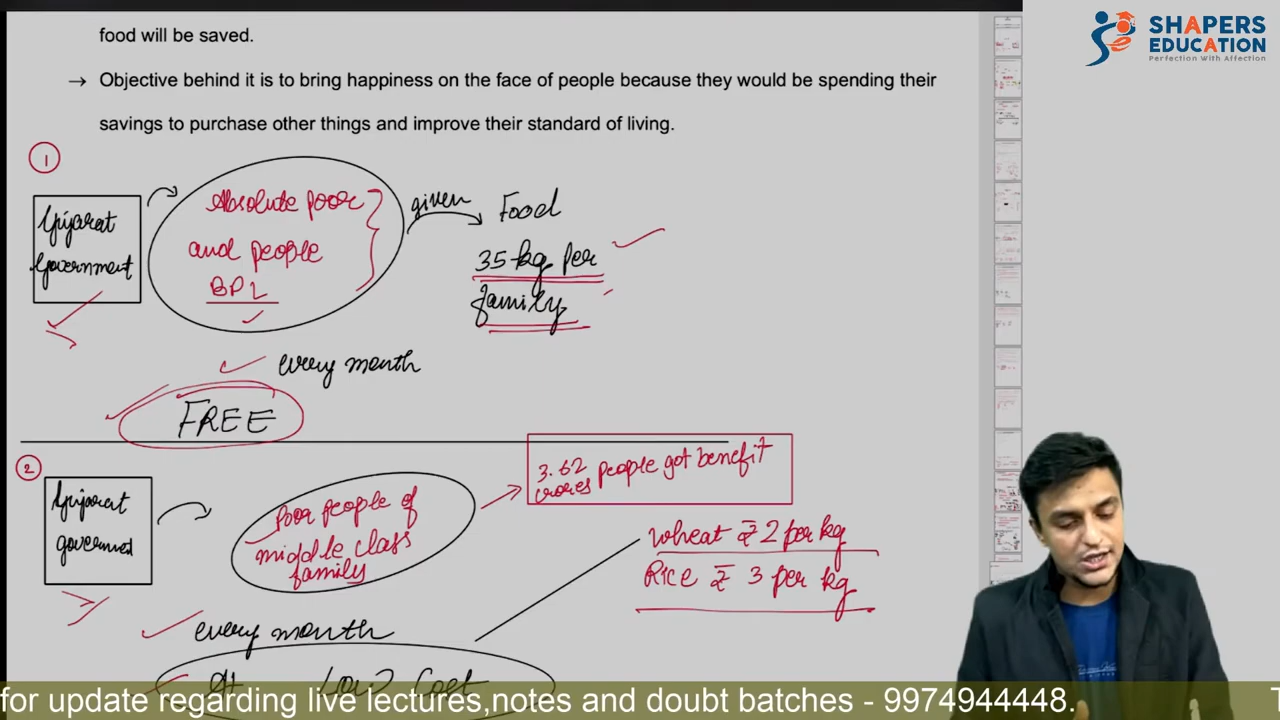 food will be saved.
→ Objective behind it is to bring happiness on the face of people because they would be spending their
savings to purchase other things and improve their standard of living.
SHAPERS
EDUCATION
Perfection With Affection
1
Gujarat
Government
Absolute poor
and people
BPL
given
Food
35 kg per
family
every month
FREE
2
Gujarat
government
Poor people of
middle class
family
3.62
crores people got benefit
wheat ₹ 2 per kg
Rice ₹ 3 per kg
every month
At Low Cost
for update regarding live lectures,notes and doubt batches - 9974944448.
T